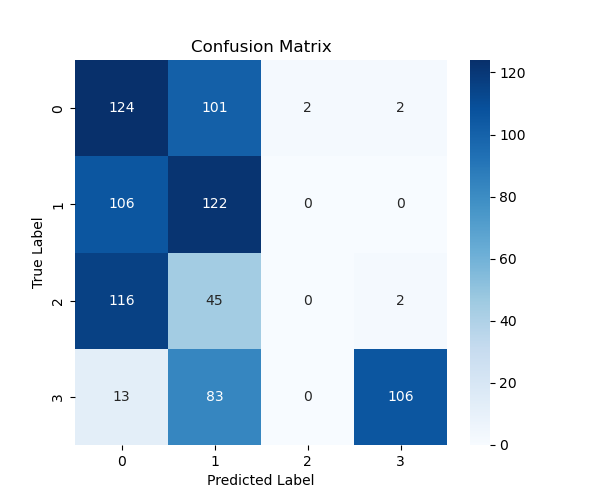 Confusion Matrix
True Label
0 124 101 2 2
1 106 122 0 0
2 116 45 0 2
3 13 83 0 106
0 1 2 3
Predicted Label
120
100
80
60
40
20
0